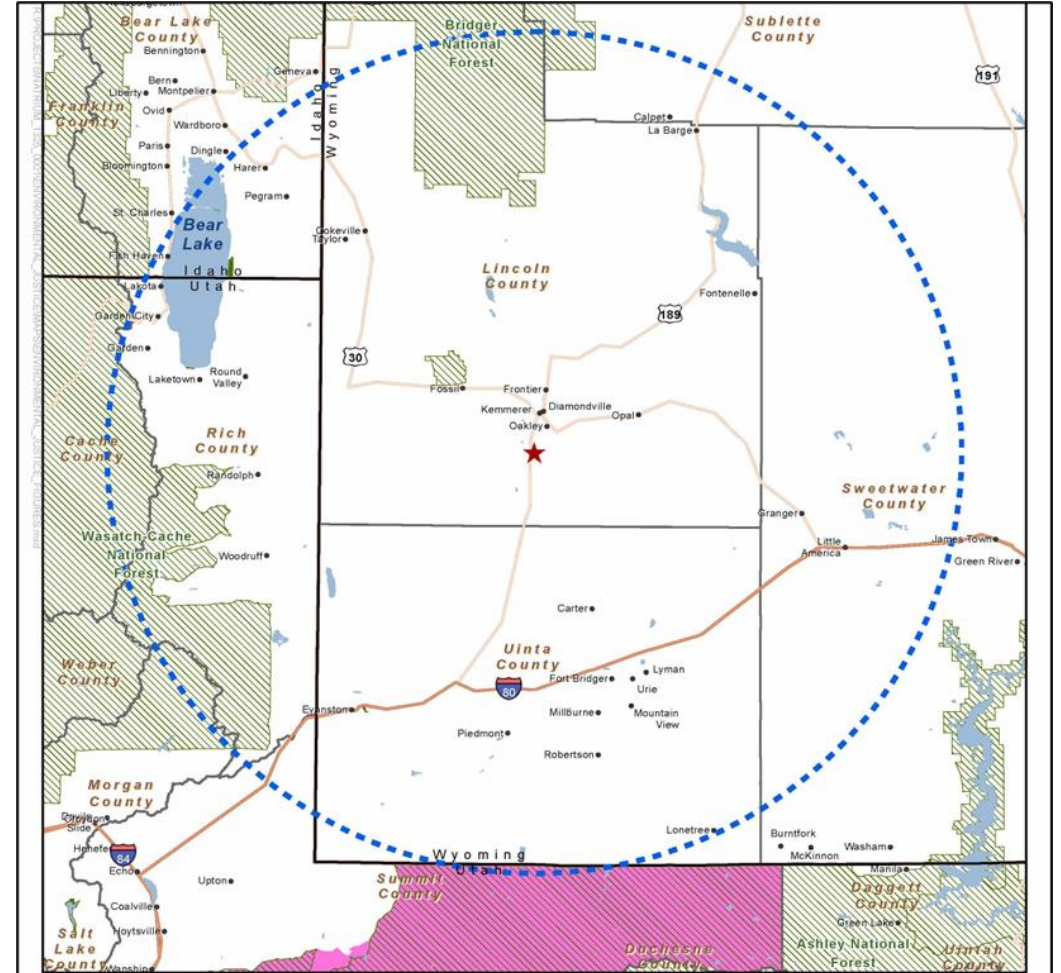 Bear Lake
County
Bennington
Bridger
National
Forest
Sublette
County
191
Geneva
Bern
Liberty
Montpelier
Franklin
County
Ovid
Wardboro
Idaho
Wyoming
Calpet
La Barge
Paris
Dingle
Bloomington
Harer
Pegram
St. Charles
Bear
Lake
Cokeville
Taylor
Fish Haven
Idaho
Utah
Lincoln
County
Lakota
Fontenelle
Garden City
189
Garden
30
Laketown
Round
Valley
Fossil
Frontier
Kemmerer
Diamondville
Opal
Oakley
Cache
County
Rich
County
Randolph
Sweetwater
County
Granger
Wasatch-Cache
National
Forest
Woodruff
Little
America
James Town
Green River
Carter
Weber
County
Uinta
County
80
Fort Bridger
Lyman
Urie
Evanston
Millburne
Mountain
View
Piedmont
Robertson
Morgan
County
Croydon
Slide
Lonetree
Burntfork
McKinnon
Washam
Henefer
84
Echo
Wyoming
Utah
Manila
Upton
Summit
County
Daggett
County
Coalville
Green Lake
Hoytsville
Salt
Lake
County
Wanship
Duchesne
County
Ashley National
Forest
Uintah
County